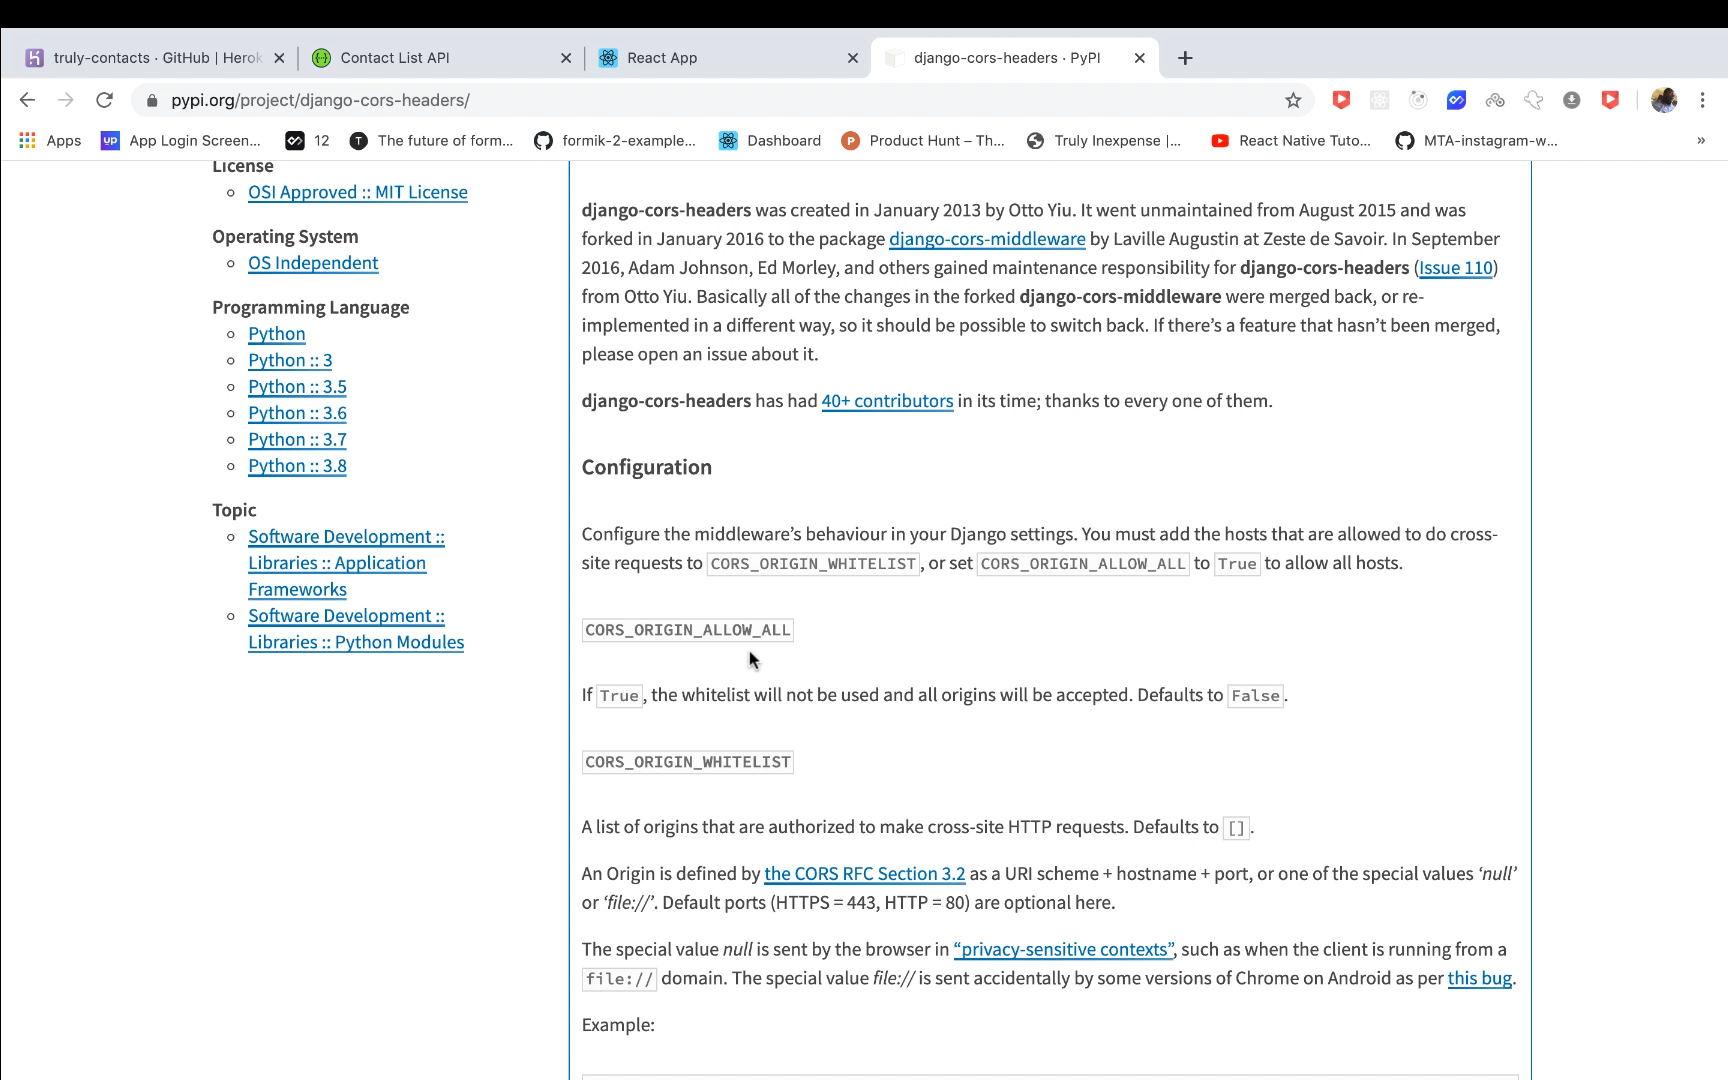 truly-contacts · GitHub | Herok
Contact List API
React App
django-cors-headers · PyPI
pypi.org/project/django-cors-headers/
Apps
up
App Login Screen...
12
T
The future of form...
formik-2-example...
Dashboard
P
Product Hunt – Th...
Truly Inexpense |...
React Native Tuto...
MTA-instagram-w...
»
License
OSI Approved :: MIT License
Operating System
OS Independent
Programming Language
Python
Python :: 3
Python :: 3.5
Python :: 3.6
Python :: 3.7
Python :: 3.8
Topic
Software Development ::
Libraries :: Application
Frameworks
Software Development ::
Libraries :: Python Modules
django-cors-headers was created in January 2013 by Otto Yiu. It went unmaintained from August 2015 and was
forked in January 2016 to the package django-cors-middleware by Laville Augustin at Zeste de Savoir. In September
2016, Adam Johnson, Ed Morley, and others gained maintenance responsibility for django-cors-headers (Issue 110)
from Otto Yiu. Basically all of the changes in the forked django-cors-middleware were merged back, or re-
implemented in a different way, so it should be possible to switch back. If there’s a feature that hasn’t been merged,
please open an issue about it.
django-cors-headers has had 40+ contributors in its time; thanks to every one of them.
Configuration
Configure the middleware’s behaviour in your Django settings. You must add the hosts that are allowed to do cross-
site requests to CORS_ORIGIN_WHITELIST, or set CORS_ORIGIN_ALLOW_ALL to True to allow all hosts.
CORS_ORIGIN_ALLOW_ALL
If True, the whitelist will not be used and all origins will be accepted. Defaults to False.
CORS_ORIGIN_WHITELIST
A list of origins that are authorized to make cross-site HTTP requests. Defaults to [].
An Origin is defined by the CORS RFC Section 3.2 as a URI scheme + hostname + port, or one of the special values ‘null’
or ‘file://’. Default ports (HTTPS = 443, HTTP = 80) are optional here.
The special value null is sent by the browser in “privacy-sensitive contexts”, such as when the client is running from a
file:// domain. The special value file:// is sent accidentally by some versions of Chrome on Android as per this bug.
Example: